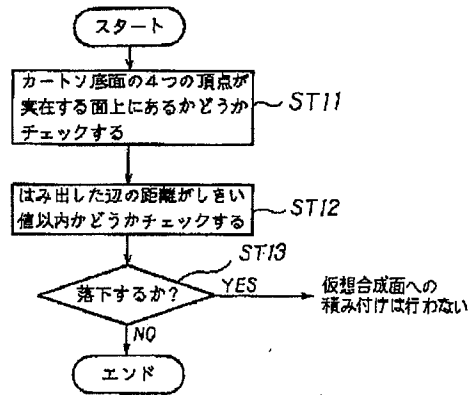 スタート
カートン底面の4つの頂点が
実在する面上にあるかどうか
チェックする
ST11
はみ出した辺の距離がしきい
値以内かどうかチェックする
ST12
ST13
落下するか?
YES
仮想合成面への
積み付けは行わない
NO
エンド